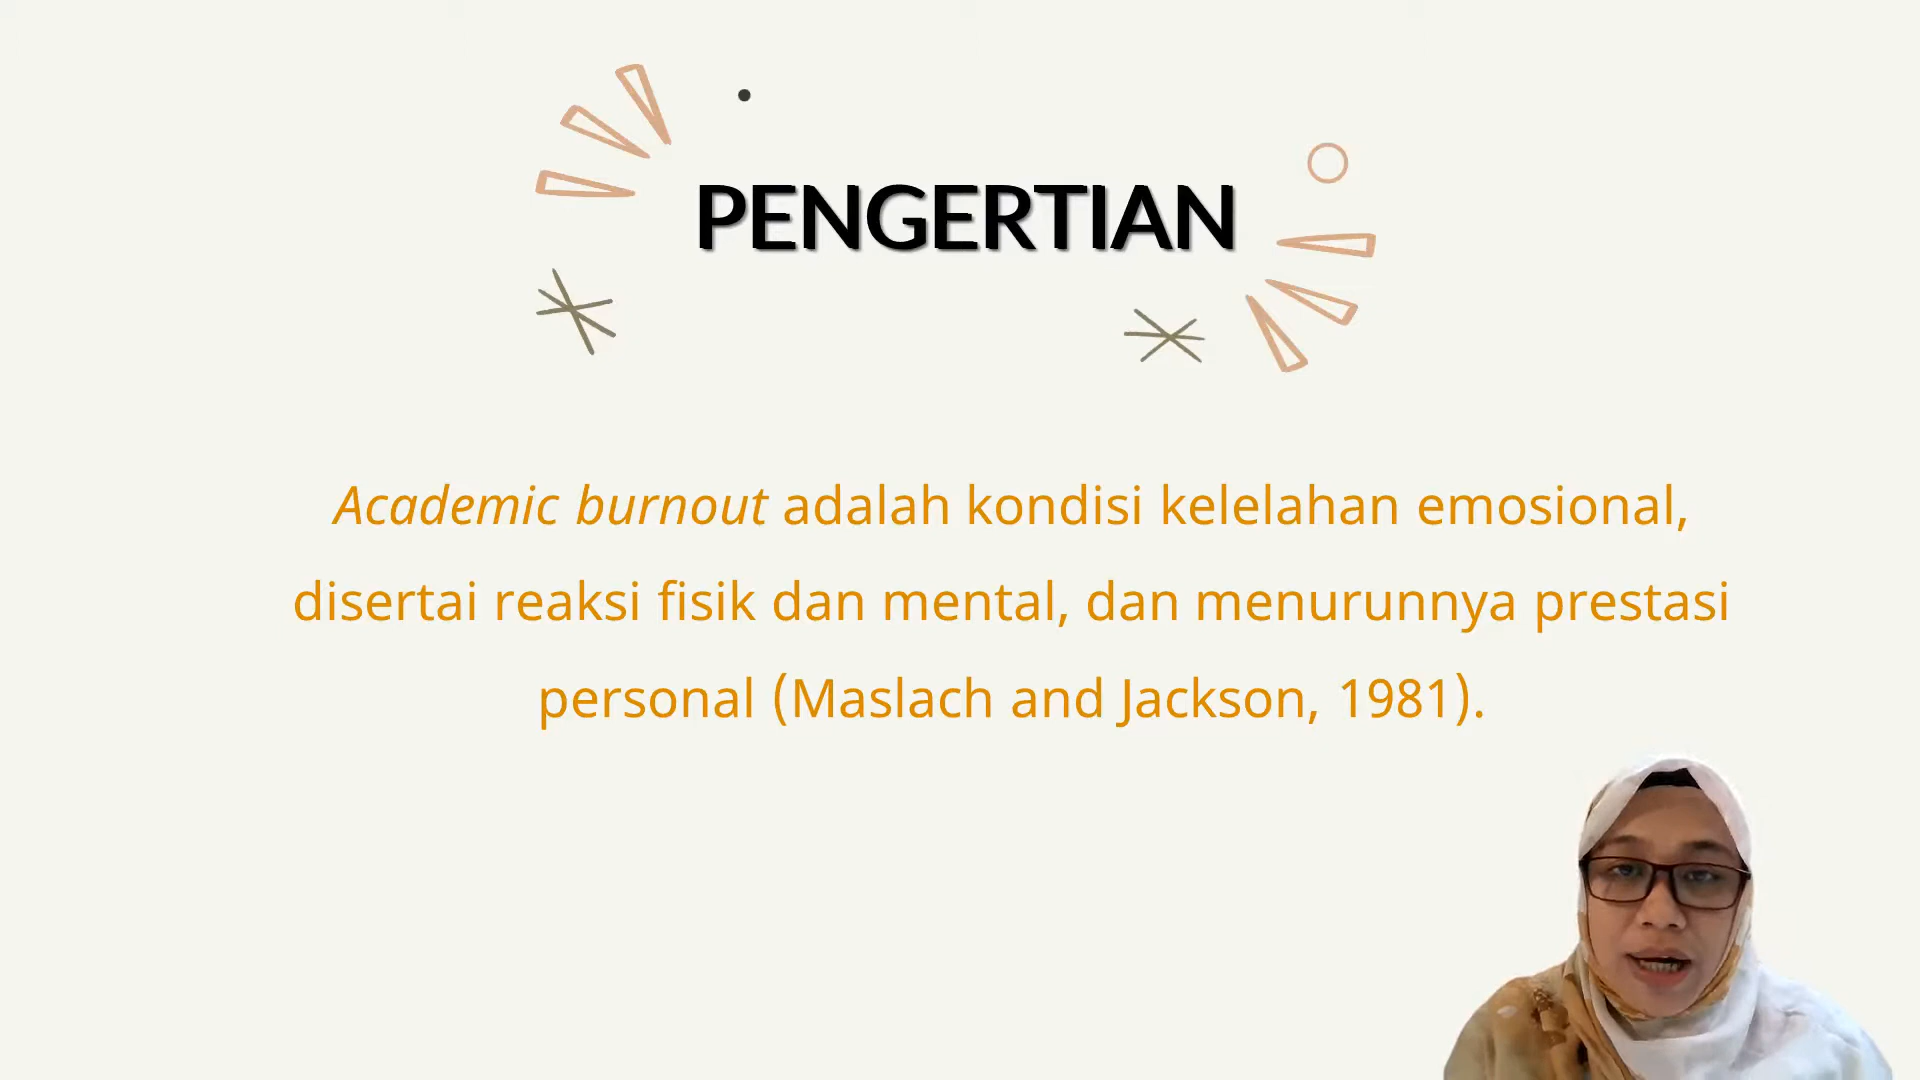 PENGERTIAN
Academic burnout adalah kondisi kelelahan emosional,
disertai reaksi fisik dan mental, dan menurunnya prestasi
personal (Maslach and Jackson, 1981).